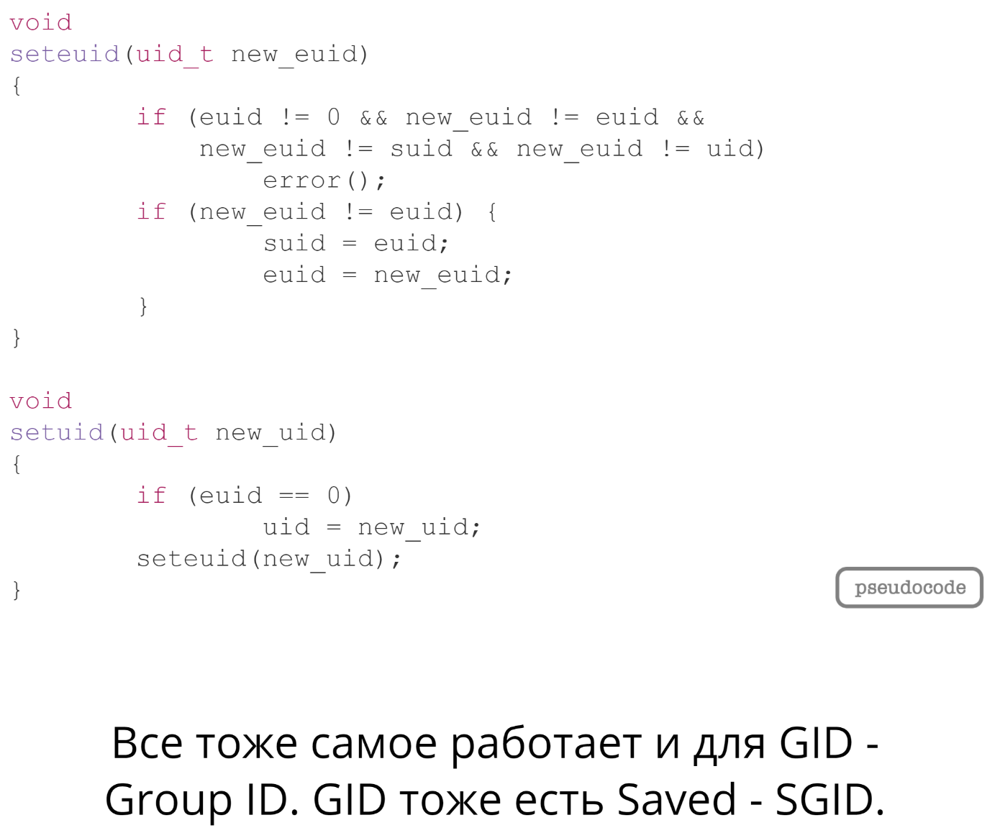 void
seteuid(uid_t new_euid)
{
if (euid != 0 && new_euid != euid &&
new_euid != suid && new_euid != uid)
error();
if (new_euid != euid) {
suid = euid;
euid = new_euid;
}
}
void
setuid(uid_t new_uid)
{
if (euid == 0)
uid = new_uid;
seteuid(new_uid);
}
pseudocode
Все тоже самое работает и для GID -
Group ID. GID тоже есть Saved - SGID.